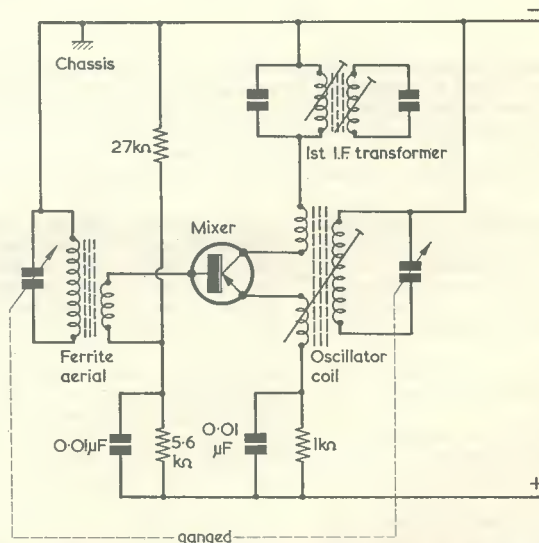 −
Chassis
27kΩ
1st I.F. transformer
Mixer
Ferrite
aerial
Oscillator
coil
0·01μF
5·6
kΩ
0·01
μF
1kΩ
+
ganged